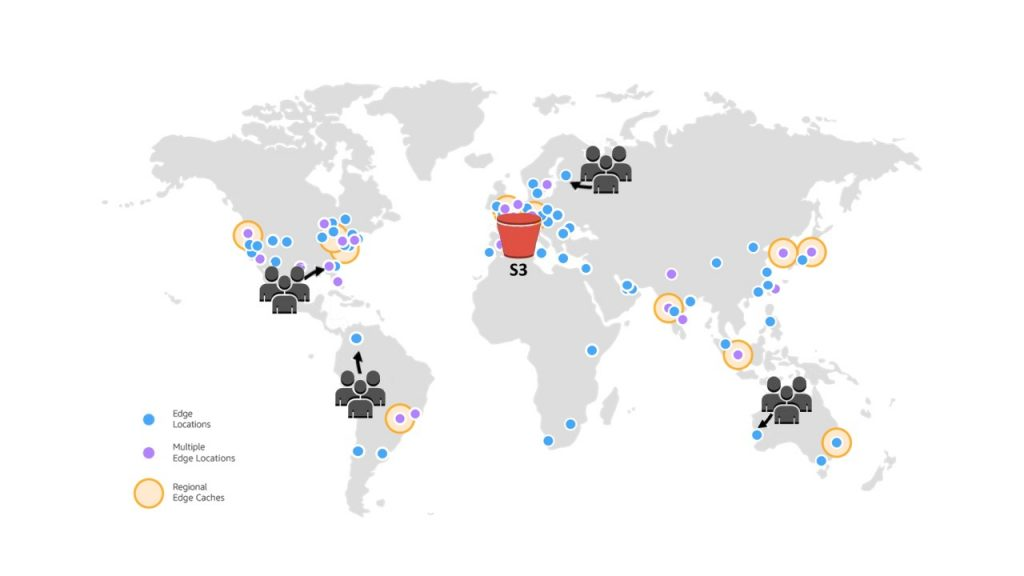 S3
Edge
Locations
Multiple
Edge Locations
Regional
Edge Caches